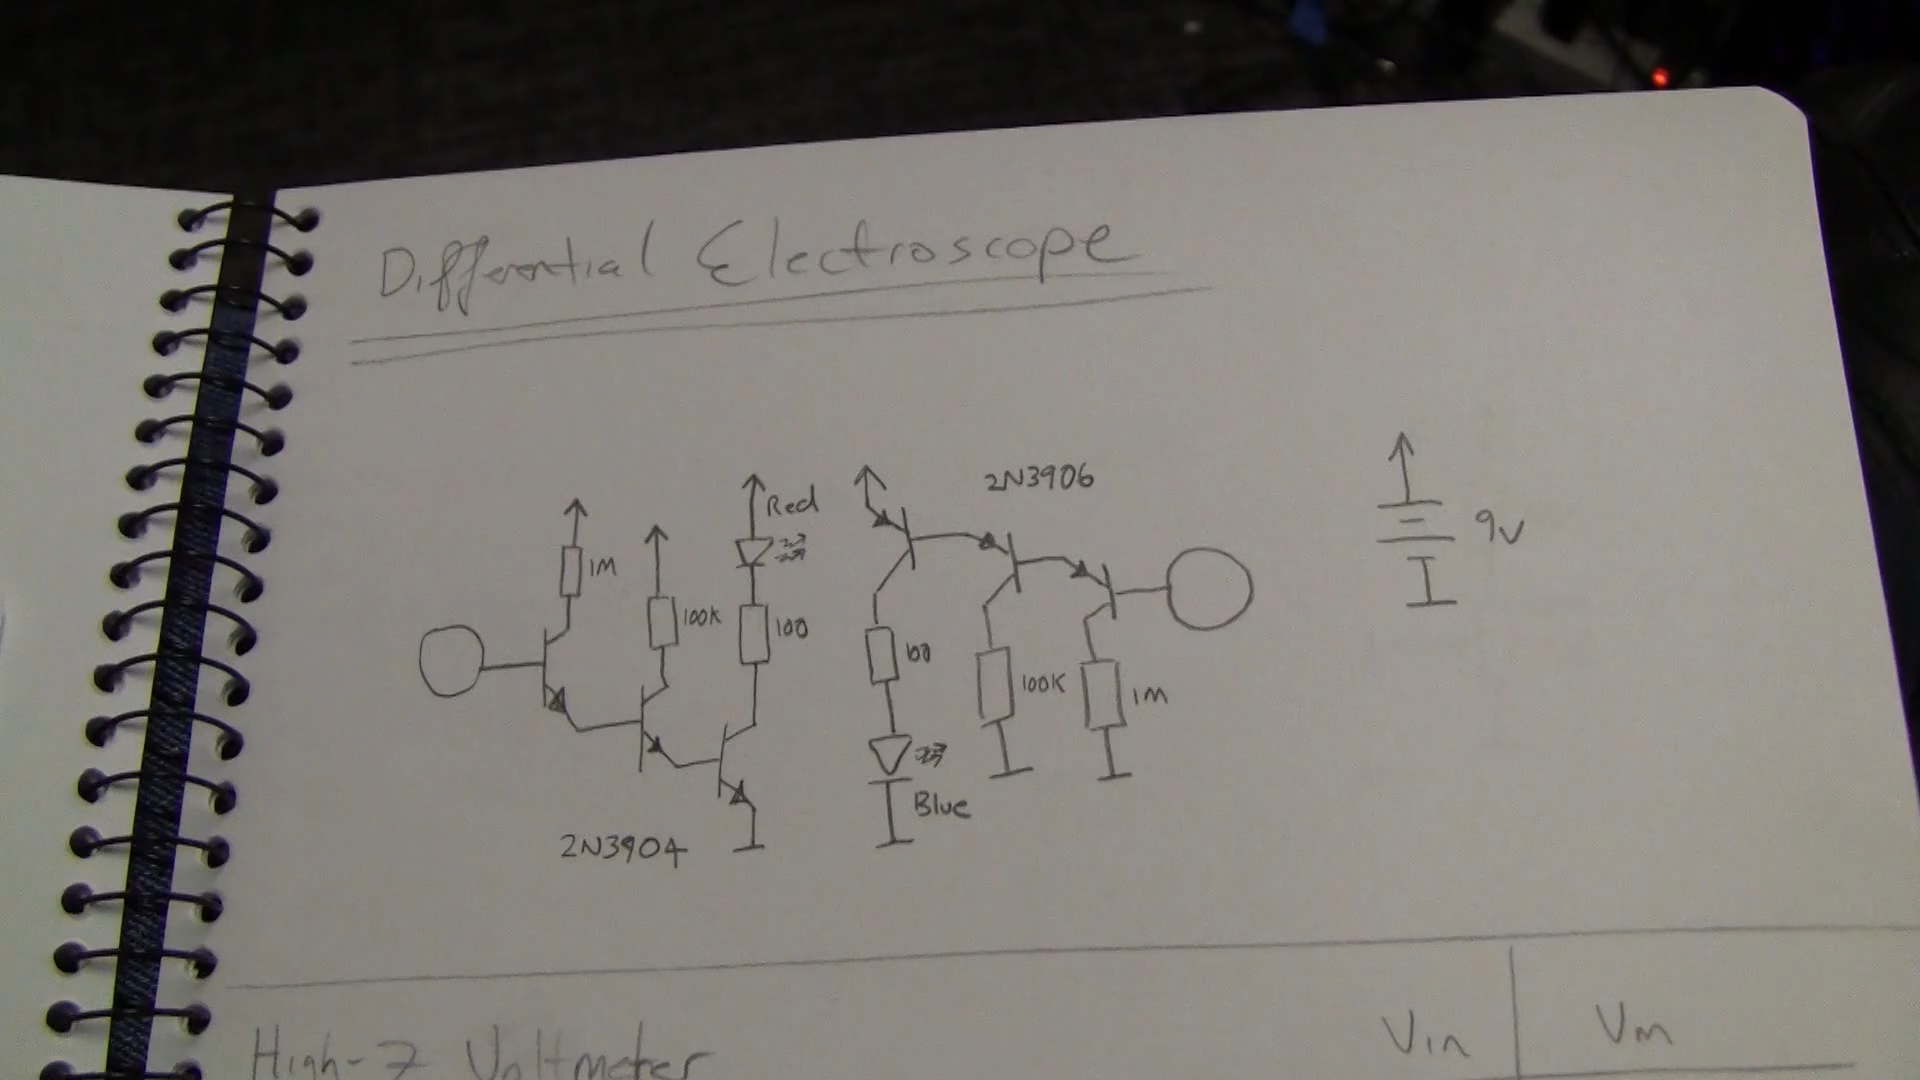 Differential Electroscope
2N3906
Red
9V
1M
100K
100
100
100K
1M
Blue
2N3904
High-Z Voltmeter
Vin
Vm